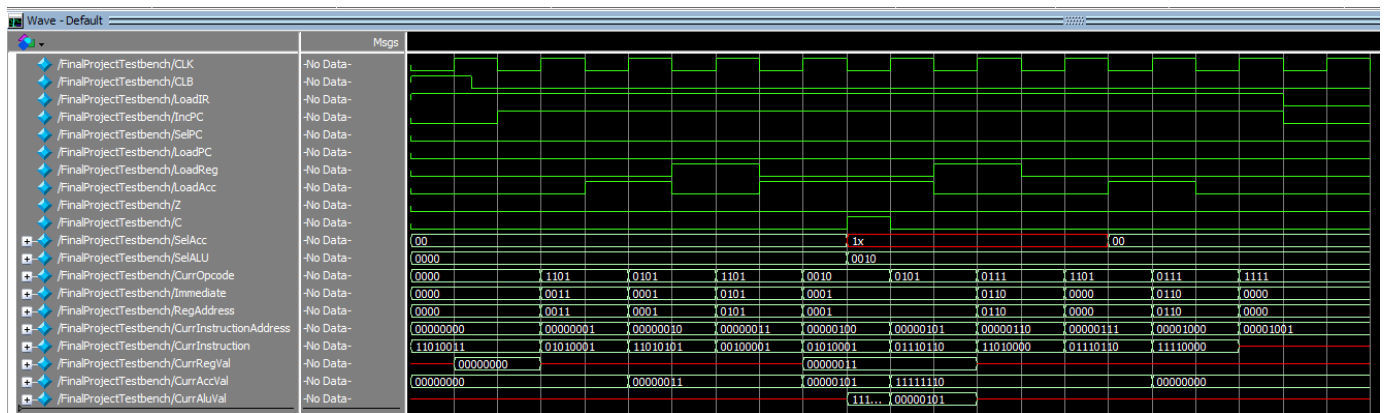 Wave - Default
Msgs
/FinalProjectTestbench/CLK -No Data-
/FinalProjectTestbench/CLB -No Data-
/FinalProjectTestbench/LoadIR -No Data-
/FinalProjectTestbench/IncPC -No Data-
/FinalProjectTestbench/SelPC -No Data-
/FinalProjectTestbench/LoadPC -No Data-
/FinalProjectTestbench/LoadReg -No Data-
/FinalProjectTestbench/LoadAcc -No Data-
/FinalProjectTestbench/Z -No Data-
/FinalProjectTestbench/C -No Data-
/FinalProjectTestbench/SelAcc -No Data- 00 1x 00
/FinalProjectTestbench/SelALU -No Data- 0000 0010
/FinalProjectTestbench/CurrOpcode -No Data- 0000 1101 0101 1101 0010 0101 0111 1101 0111 1111
/FinalProjectTestbench/Immediate -No Data- 0000 0011 0001 0101 0001 0110 0000 0110 0000
/FinalProjectTestbench/RegAddress -No Data- 0000 0011 0001 0101 0001 0110 0000 0110 0000
/FinalProjectTestbench/CurrInstructionAddress -No Data- 00000000 00000001 00000010 00000011 00000100 00000101 00000110 00000111 00001000 00001001
/FinalProjectTestbench/CurrInstruction -No Data- 11010011 01010001 11010101 00100001 01010001 01110110 11010000 01110110 11110000
/FinalProjectTestbench/CurrRegVal -No Data- 00000000 00000011
/FinalProjectTestbench/CurrAccVal -No Data- 00000000 00000011 00000101 11111110 00000000
/FinalProjectTestbench/CurrAluVal -No Data- 111... 00000101